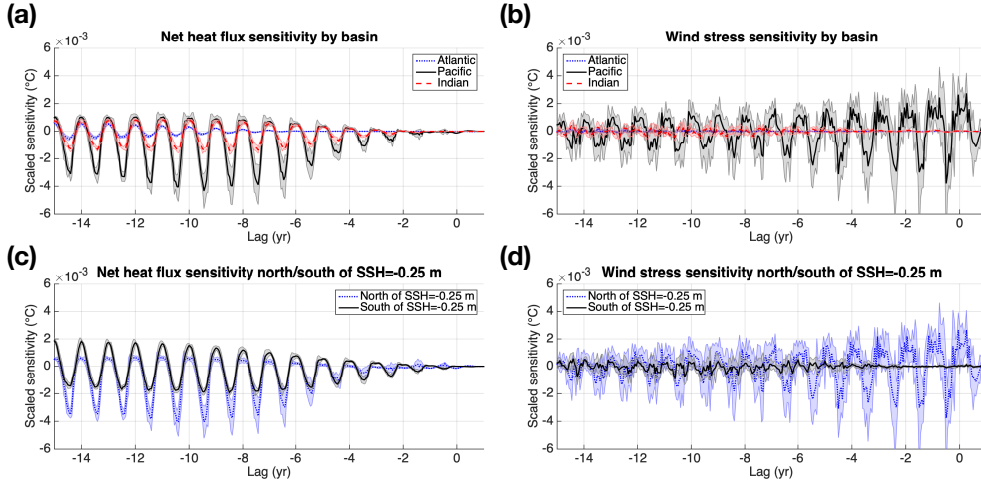 (a)
Net heat flux sensitivity by basin
×10⁻³
Scaled sensitivity (°C)
6
4
2
0
-2
-4
-6
Atlantic
Pacific
Indian
-14 -12 -10 -8 -6 -4 -2 0
Lag (yr)
(b)
Wind stress sensitivity by basin
×10⁻³
Scaled sensitivity (°C)
6
4
2
0
-2
-4
-6
Atlantic
Pacific
Indian
-14 -12 -10 -8 -6 -4 -2 0
Lag (yr)
(c)
Net heat flux sensitivity north/south of SSH=-0.25 m
×10⁻³
Scaled sensitivity (°C)
6
4
2
0
-2
-4
-6
North of SSH=-0.25 m
South of SSH=-0.25 m
-14 -12 -10 -8 -6 -4 -2 0
Lag (yr)
(d)
Wind stress sensitivity north/south of SSH=-0.25 m
×10⁻³
Scaled sensitivity (°C)
6
4
2
0
-2
-4
-6
North of SSH=-0.25 m
South of SSH=-0.25 m
-14 -12 -10 -8 -6 -4 -2 0
Lag (yr)